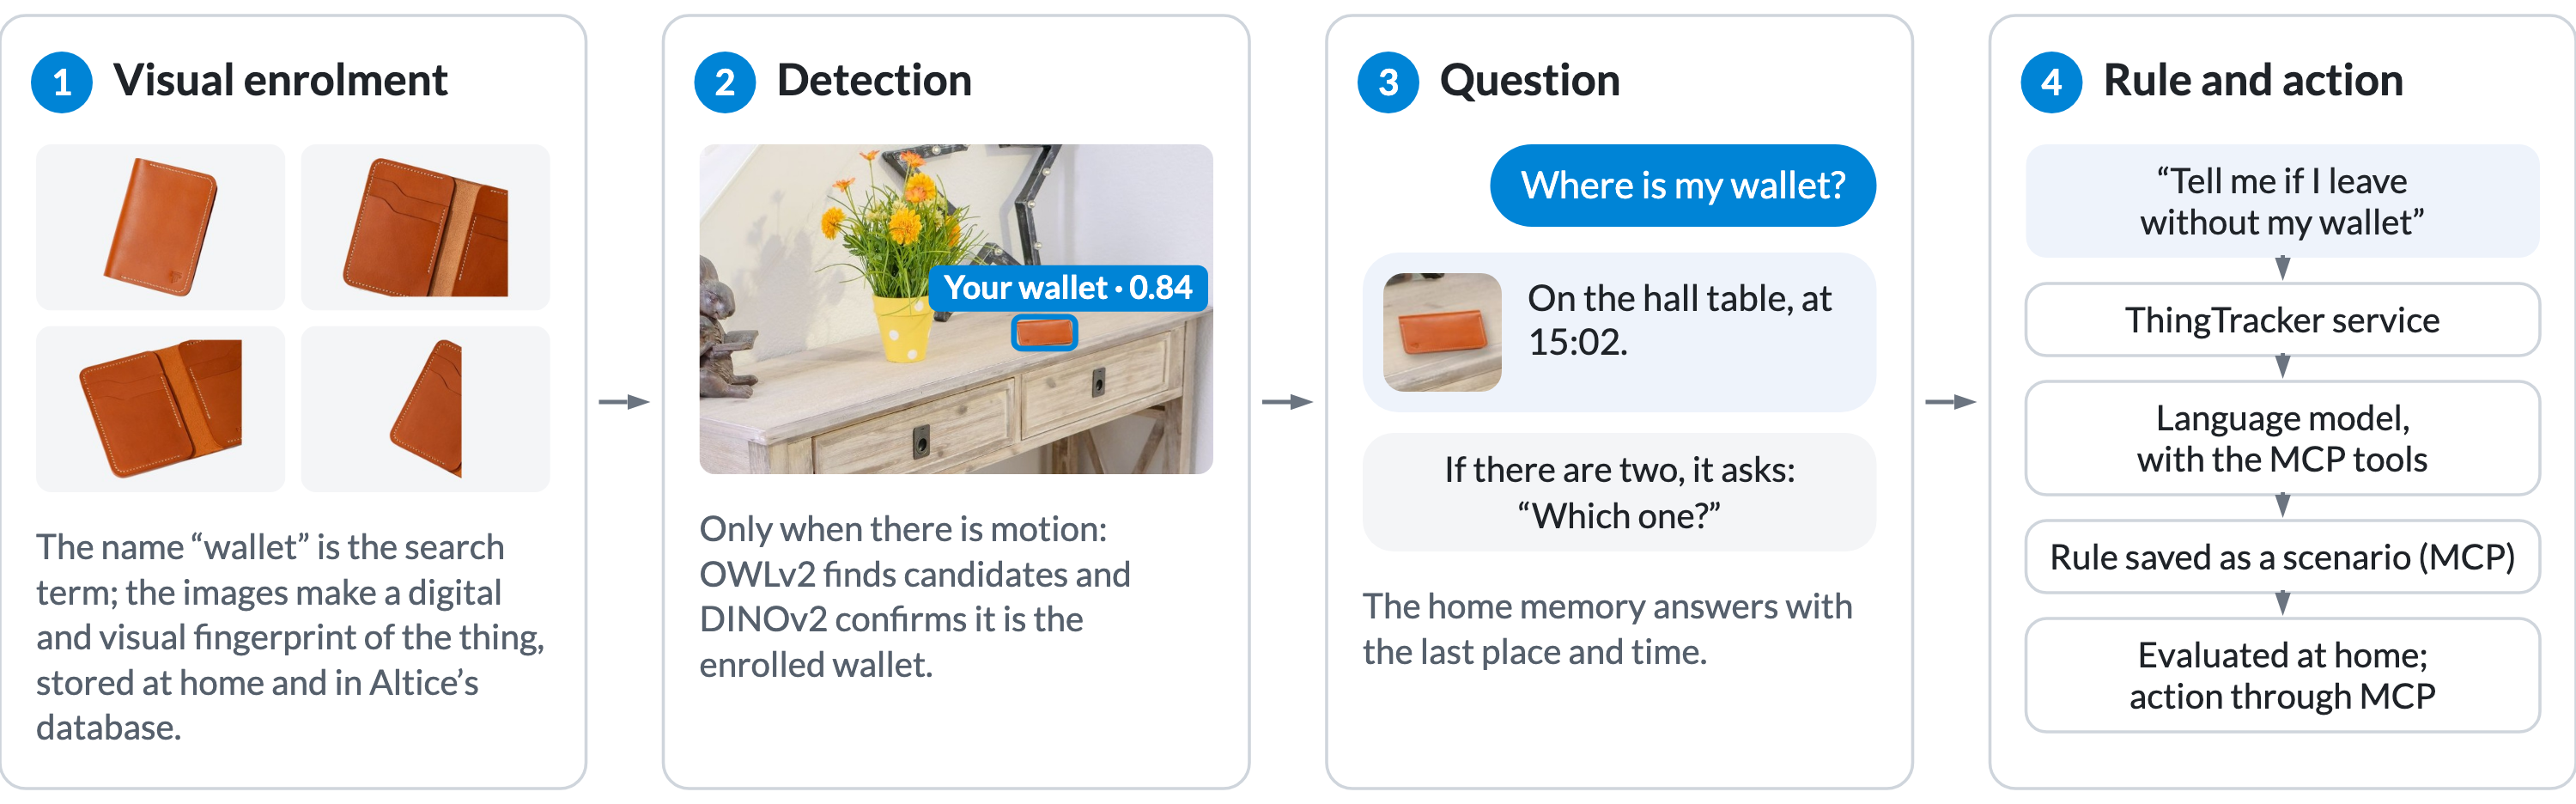 1 Visual enrolment
The name “wallet” is the search
term; the images make a digital
and visual fingerprint of the thing,
stored at home and in Altice’s
database.
2 Detection
Your wallet · 0.84
Only when there is motion:
OWLv2 finds candidates and
DINOv2 confirms it is the
enrolled wallet.
3 Question
Where is my wallet?
On the hall table, at
15:02.
If there are two, it asks:
“Which one?”
The home memory answers with
the last place and time.
4 Rule and action
“Tell me if I leave
without my wallet”
ThingTracker service
Language model,
with the MCP tools
Rule saved as a scenario (MCP)
Evaluated at home;
action through MCP